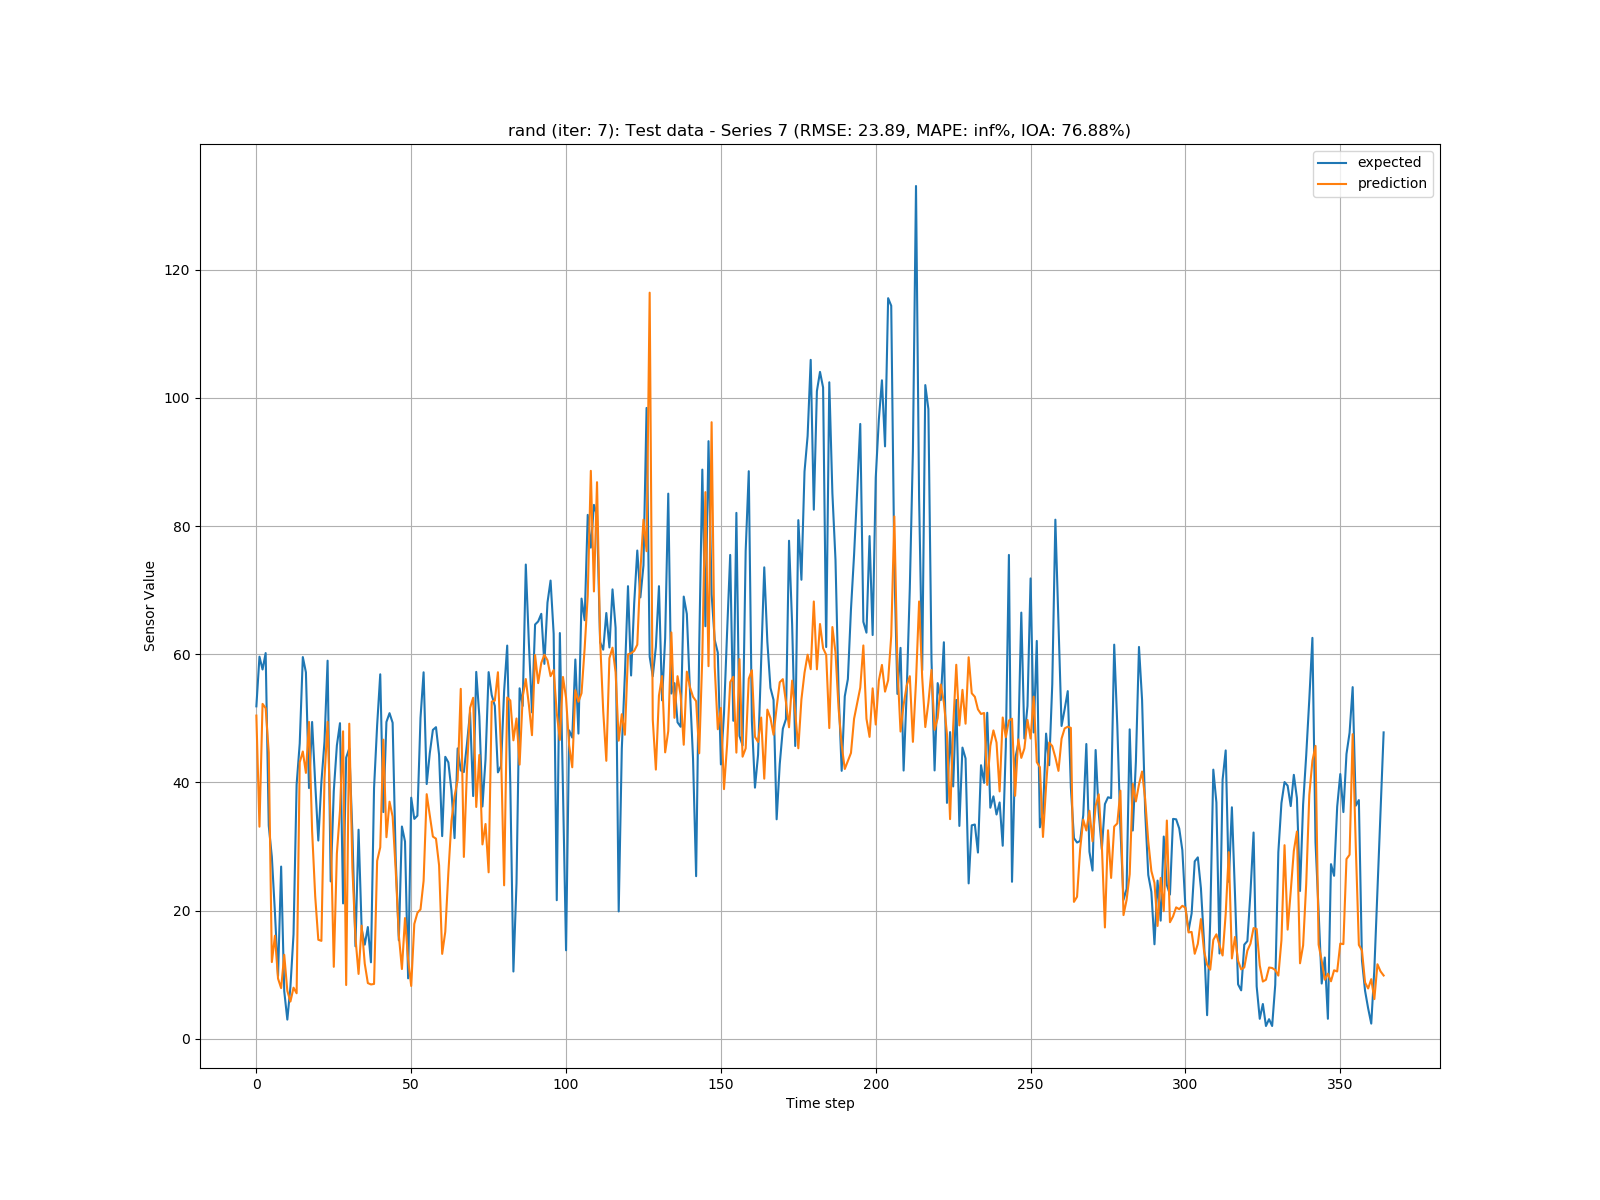 rand (iter: 7): Test data - Series 7 (RMSE: 23.89, MAPE: inf%, IOA: 76.88%)
expected
prediction
120
100
80
60
40
20
0
Sensor Value
0 50 100 150 200 250 300 350
Time step